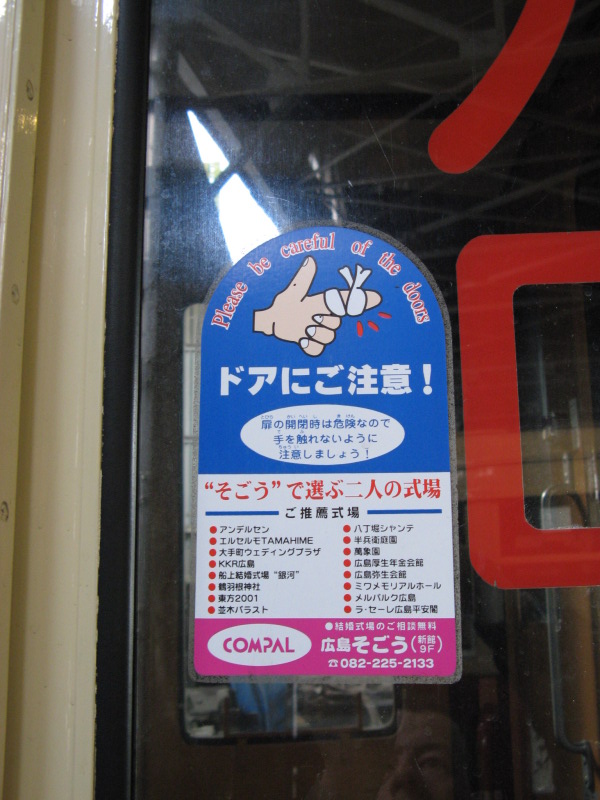 Please be careful of the doors
ドアにご注意！
扉の開閉時は危険なので
手を触れないように
注意しましょう！
“そごう”で選ぶ二人の式場
ご推薦式場
●アンデルセン
●エルセルモTAMAHIME
●大手町ウェディングプラザ
●KKR広島
●船上結婚式場“銀河”
●鶴羽根神社
●東方2001
●並木パラスト
●八丁堀シャンテ
●半兵衛庭園
●萬象園
●広島厚生年金会館
●広島弥生会館
●ミワメモリアルホール
●メルパルク広島
●ラ・セーレ広島平安閣
●結婚式場のご相談無料
COMPAL
広島そごう(新館9F)
☎082-225-2133